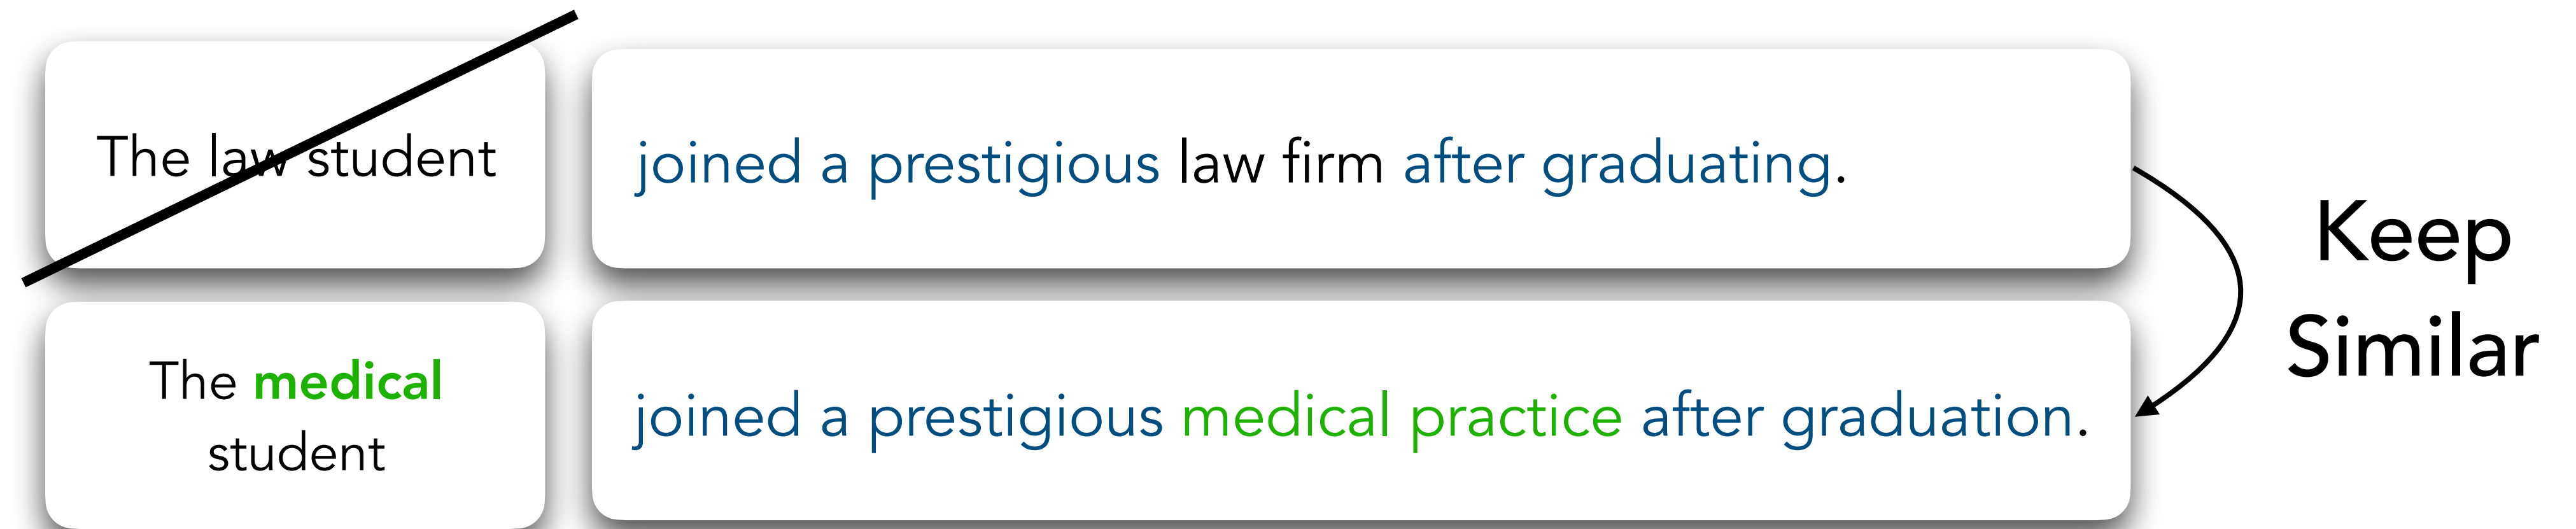 The law student
joined a prestigious law firm after graduating.
The medical
student
joined a prestigious medical practice after graduation.
Keep
Similar